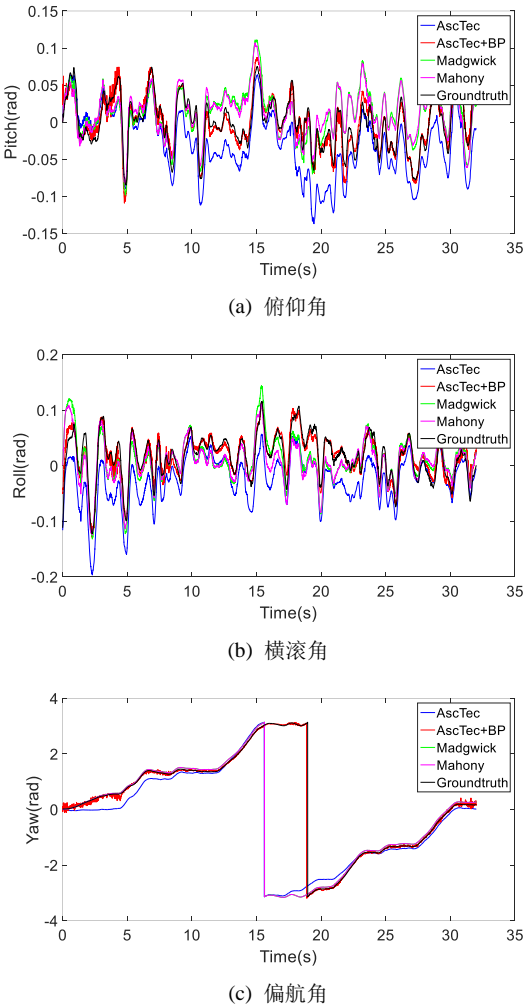 0.15
0.1
0.05
0
-0.05
-0.1
-0.15
Pitch(rad)
AscTec
AscTec+BP
Madgwick
Mahony
Groundtruth
0 5 10 15 20 25 30 35
Time(s)
(a) 俯仰角
0.2
0.1
0
-0.1
-0.2
Roll(rad)
AscTec
AscTec+BP
Madgwick
Mahony
Groundtruth
0 5 10 15 20 25 30 35
Time(s)
(b) 横滚角
4
2
0
-2
-4
Yaw(rad)
AscTec
AscTec+BP
Madgwick
Mahony
Groundtruth
0 5 10 15 20 25 30 35
Time(s)
(c) 偏航角